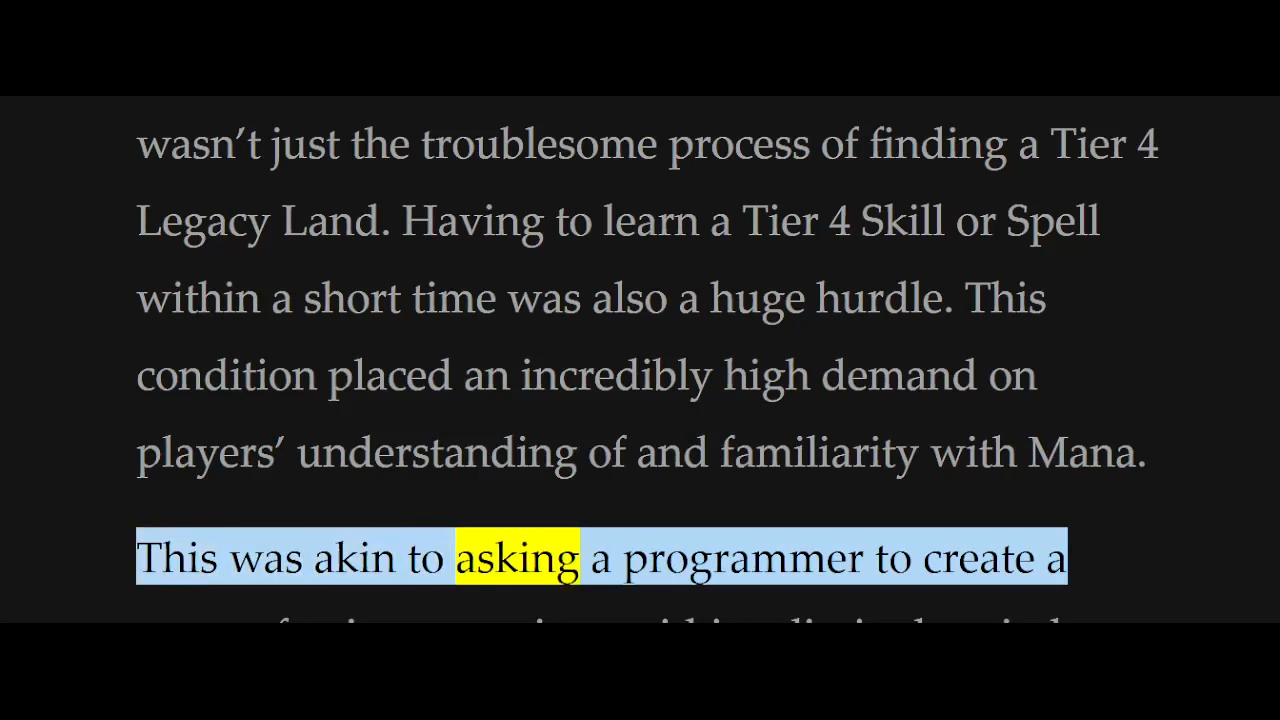 wasn’t just the troublesome process of finding a Tier 4
Legacy Land. Having to learn a Tier 4 Skill or Spell
within a short time was also a huge hurdle. This
condition placed an incredibly high demand on
players’ understanding of and familiarity with Mana.
This was akin to asking a programmer to create a